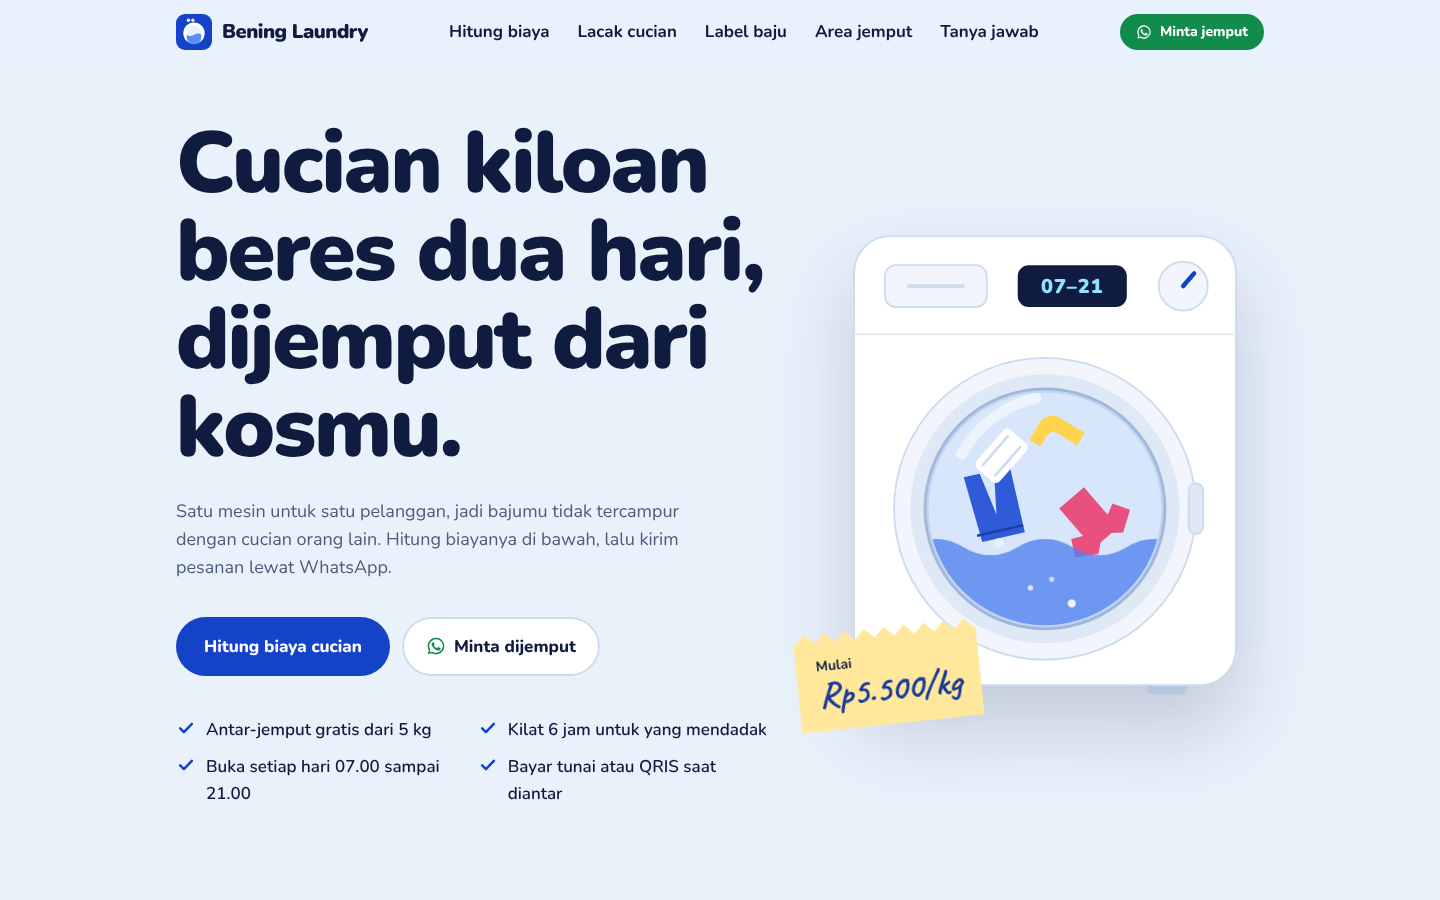 Bening Laundry
Hitung biaya
Lacak cucian
Label baju
Area jemput
Tanya jawab
Minta jemput
Cucian kiloan
beres dua hari,
dijemput dari
kosmu.
Satu mesin untuk satu pelanggan, jadi bajumu tidak tercampur
dengan cucian orang lain. Hitung biayanya di bawah, lalu kirim
pesanan lewat WhatsApp.
Hitung biaya cucian
Minta dijemput
Antar-jemput gratis dari 5 kg
Kilat 6 jam untuk yang mendadak
Buka setiap hari 07.00 sampai
21.00
Bayar tunai atau QRIS saat
diantar
07–21
Mulai
Rp5.500/kg